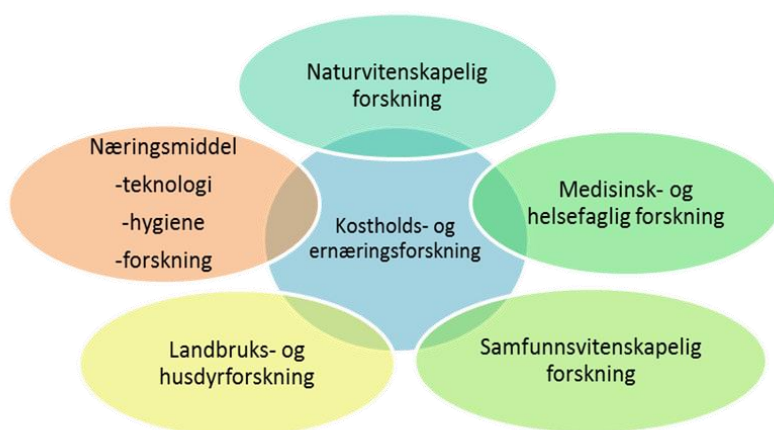 Naturvitenskapelig
forskning
Næringsmiddel
-teknologi
-hygiene
-forskning
Medisinsk- og
helsefaglig forskning
Kostholds- og
ernæringsforskning
Landbruks- og
husdyrforskning
Samfunnsvitenskapelig
forskning